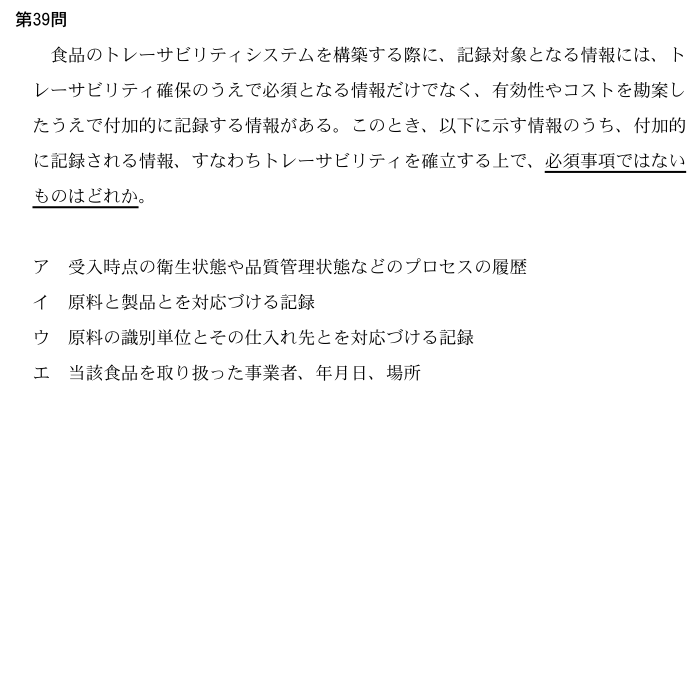 第39問
食品のトレーサビリティシステムを構築する際に、記録対象となる情報には、ト
レーサビリティ確保のうえで必須となる情報だけでなく、有効性やコストを勘案し
たうえで付加的に記録する情報がある。このとき、以下に示す情報のうち、付加的
に記録される情報、すなわちトレーサビリティを確立する上で、必須事項ではない
ものはどれか。
ア　受入時点の衛生状態や品質管理状態などのプロセスの履歴
イ　原料と製品とを対応づける記録
ウ　原料の識別単位とその仕入れ先とを対応づける記録
エ　当該食品を取り扱った事業者、年月日、場所